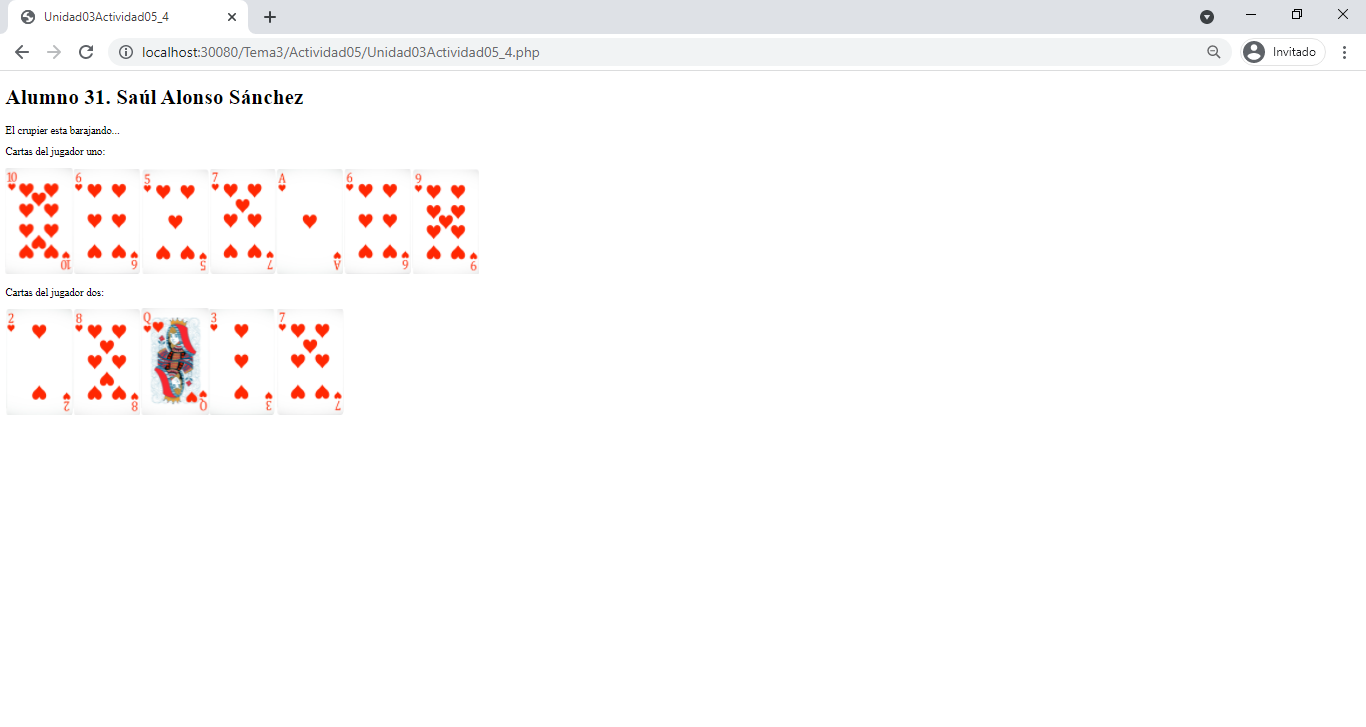 Unidad03Actividad05_4
localhost:30080/Tema3/Actividad05/Unidad03Actividad05_4.php
Invitado
Alumno 31. Saúl Alonso Sánchez
El crupier esta barajando...
Cartas del jugador uno:
10 6 5 7 A 6 9
10 6 5 7 A 6 9
Cartas del jugador dos:
2 8 Q 3 7
2 8 Q 3 7